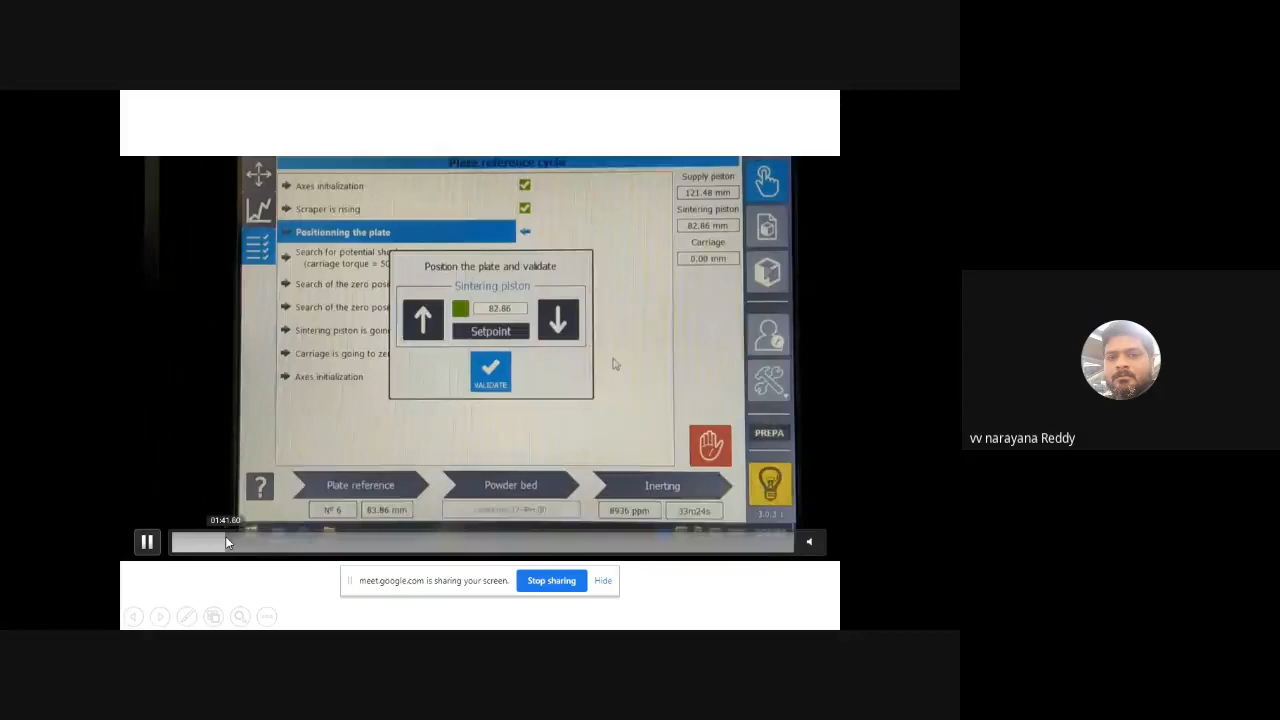 Plate reference cycle
Axes initialization
Scraper is rising
Positionning the plate
Search for potential sho
(carriage torque = 50
Search of the zero pos
Search of the zero pos
Sintering piston is goin
Carriage is going to ze
Axes initialization
Position the plate and validate
Sintering piston
82.86
Setpoint
VALIDATE
Supply piston
121.48 mm
Sintering piston
82.86 mm
Carriage
0.00 mm
PREPA
?
Plate reference
Powder bed
Inerting
Nº 6
83.86 mm
8936 ppm
33m24s
01:41.60
meet.google.com is sharing your screen.
Stop sharing
Hide
vv narayana Reddy